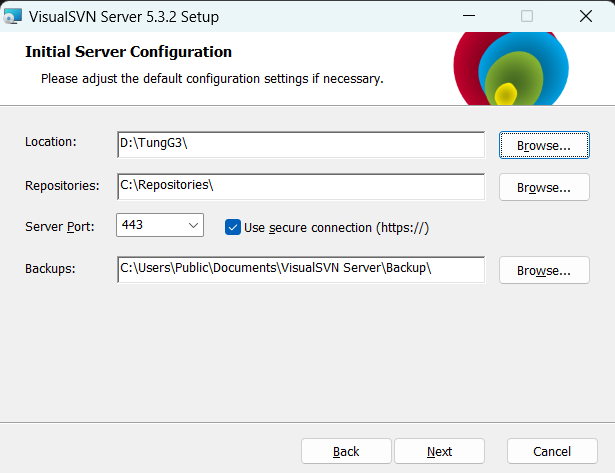 VisualSVN Server 5.3.2 Setup
Initial Server Configuration
Please adjust the default configuration settings if necessary.
Location:
D:\TungG3\
Browse...
Repositories:
C:\Repositories\
Browse...
Server Port:
443
Use secure connection (https://)
Backups:
C:\Users\Public\Documents\VisualSVN Server\Backup\
Browse...
Back
Next
Cancel